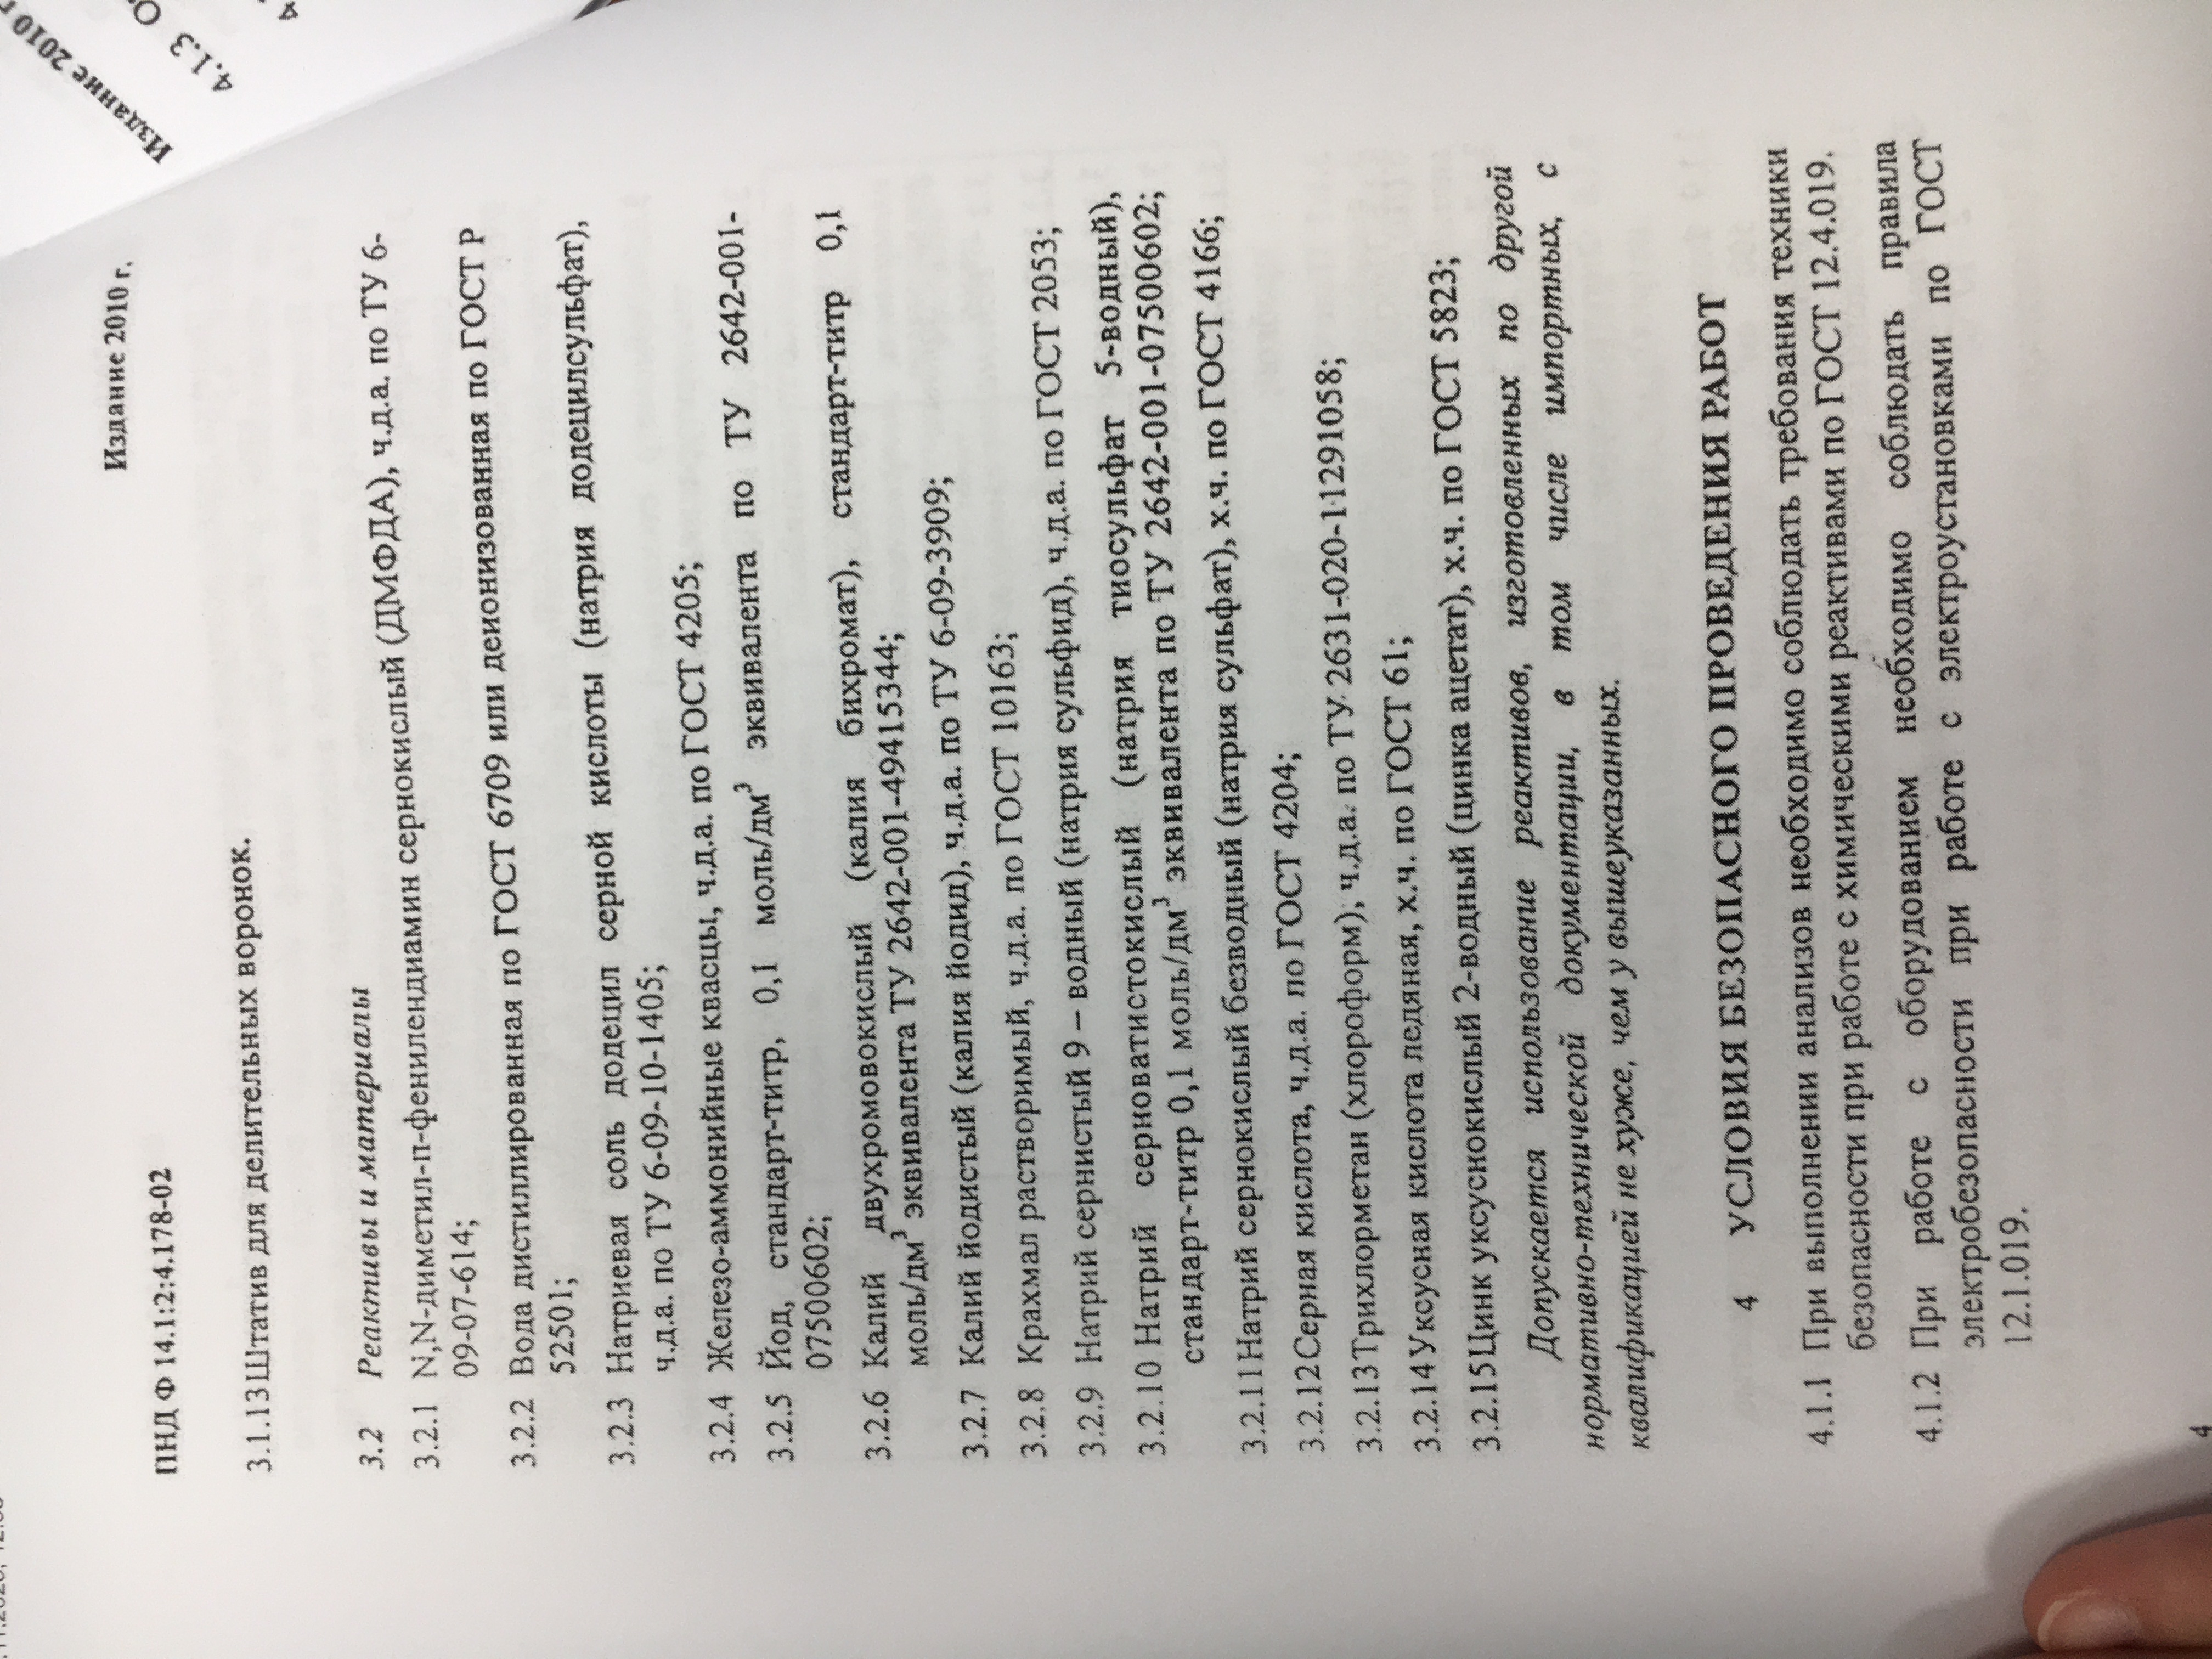 Издание 2010 г.
ПНД Ф 14.1:2:4.178-02
3.1.13 Штатив для делительных воронок.
3.2 Реактивы и материалы
3.2.1 N,N-диметил-п-фенилендиамин сернокислый (ДМФДА), ч.д.а. по ТУ 6-
09-07-614;
3.2.2 Вода дистиллированная по ГОСТ 6709 или деионизованная по ГОСТ Р
52501;
3.2.3 Натриевая соль додецил серной кислоты (натрия додецилсульфат),
ч.д.а. по ТУ 6-09-10-1405;
3.2.4 Железо-аммонийные квасцы, ч.д.а. по ГОСТ 4205;
3.2.5 Йод, стандарт-титр, 0,1 моль/дм³ эквивалента по ТУ 2642-001-
07500602;
3.2.6 Калий двухромовокислый (калия бихромат), стандарт-титр 0,1
моль/дм³ эквивалента ТУ 2642-001-49415344;
3.2.7 Калий йодистый (калия йодид), ч.д.а. по ТУ 6-09-3909;
3.2.8 Крахмал растворимый, ч.д.а. по ГОСТ 10163;
3.2.9 Натрий сернистый 9 – водный (натрия сульфид), ч.д.а. по ГОСТ 2053;
3.2.10 Натрий серноватистокислый (натрия тиосульфат 5-водный),
стандарт-титр 0,1 моль/дм³ эквивалента по ТУ 2642-001-07500602;
3.2.11 Натрий сернокислый безводный (натрия сульфат), х.ч. по ГОСТ 4166;
3.2.12 Серная кислота, ч.д.а. по ГОСТ 4204;
3.2.13 Трихлорметан (хлороформ), ч.д.а. по ТУ 2631-020-11291058;
3.2.14 Уксусная кислота ледяная, х.ч. по ГОСТ 61;
3.2.15 Цинк уксуснокислый 2-водный (цинка ацетат), х.ч. по ГОСТ 5823;
Допускается использование реактивов, изготовленных по другой
нормативно-технической документации, в том числе импортных, с
квалификацией не хуже, чем у вышеуказанных.
4 УСЛОВИЯ БЕЗОПАСНОГО ПРОВЕДЕНИЯ РАБОТ
4.1.1 При выполнении анализов необходимо соблюдать требования техники
безопасности при работе с химическими реактивами по ГОСТ 12.4.019.
4.1.2 При работе с оборудованием необходимо соблюдать правила
электробезопасности при работе с электроустановками по ГОСТ
12.1.019.
4
Издание 2010 г
4.1.3